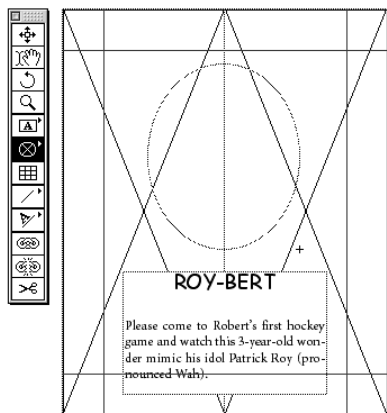 A
ROY-BERT
Please come to Robert's first hockey
game and watch this 3-year-old won-
der mimic his idol Patrick Roy (pro-
nounced Wah).